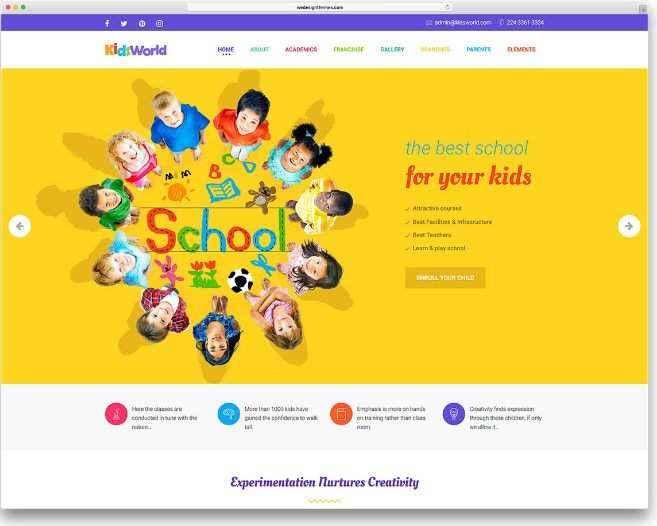 wedesignthemes.com
admin@kidsworld.com 224 3361 3334
KidsWorld
HOME ABOUT ACADEMICS FRANCHISE GALLERY BRANCHES PARENTS ELEMENTS
the best school
for your kids
Attractive courses
Best Facilities & Infrasructure
Best Teachers
Learn & play school
ENROLL YOUR CHILD
B
C
D
School
Here the classes are
conducted in tune with the
nature...
More than 1000 kids have
gained the confidence to walk
tall.
Emphasis is more on hands
on training rather than class
room.
Creativity finds expression
through these children, if only
we allow it...
Experimentation Nurtures Creativity